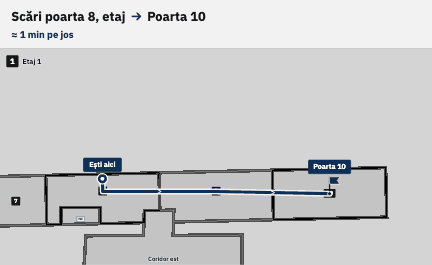 Scări poarta 8, etaj → Poarta 10
≈ 1 min pe jos
1 Etaj 1
Ești aici
Poarta 10
7
Coridor est